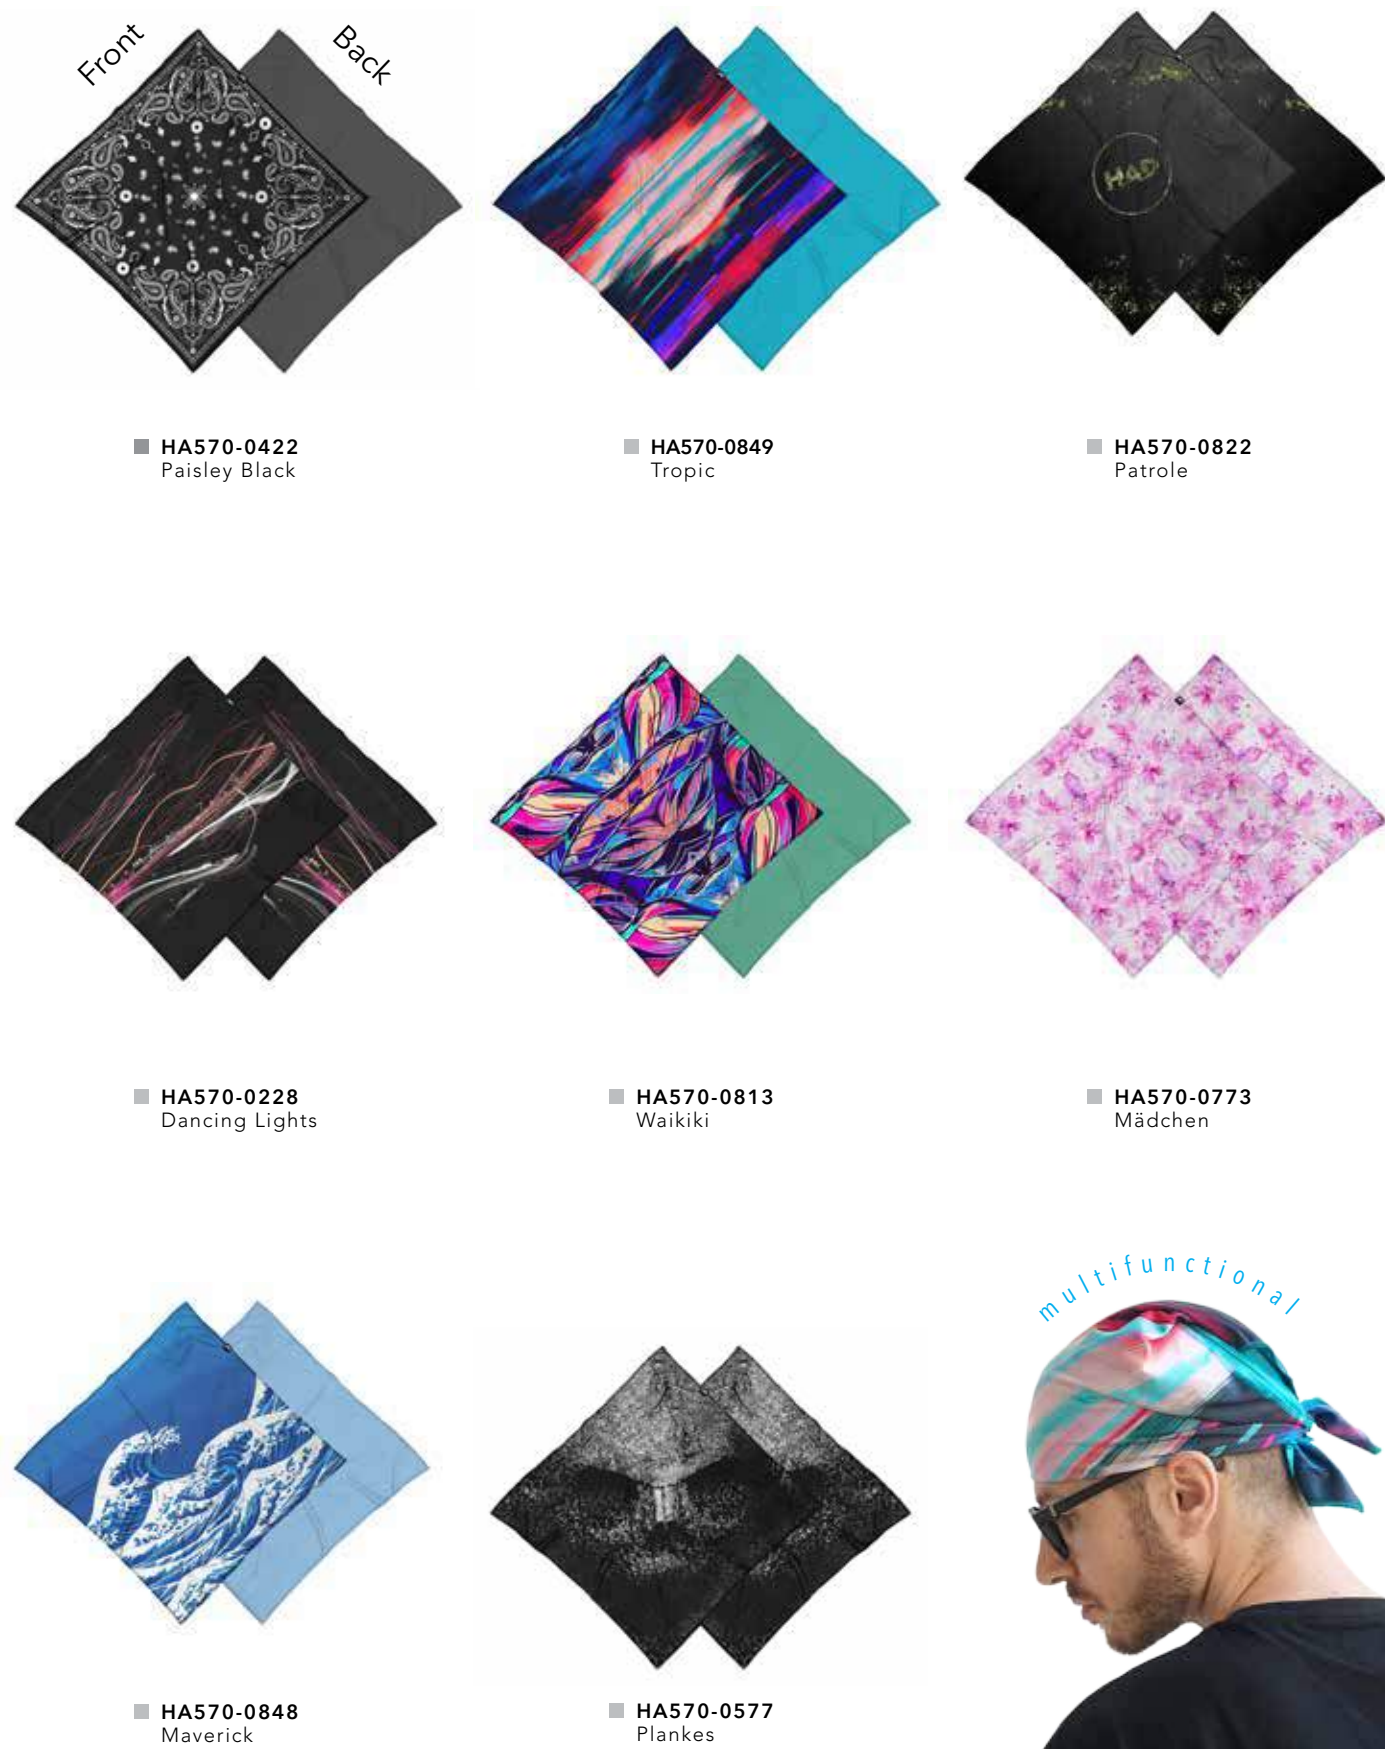 Front
Back
HA570-0422
Paisley Black
HA570-0849
Tropic
HAD
HA570-0822
Patrole
HA570-0228
Dancing Lights
HA570-0813
Waikiki
HA570-0773
Mädchen
multifunctional
HA570-0848
Maverick
HA570-0577
Plankes